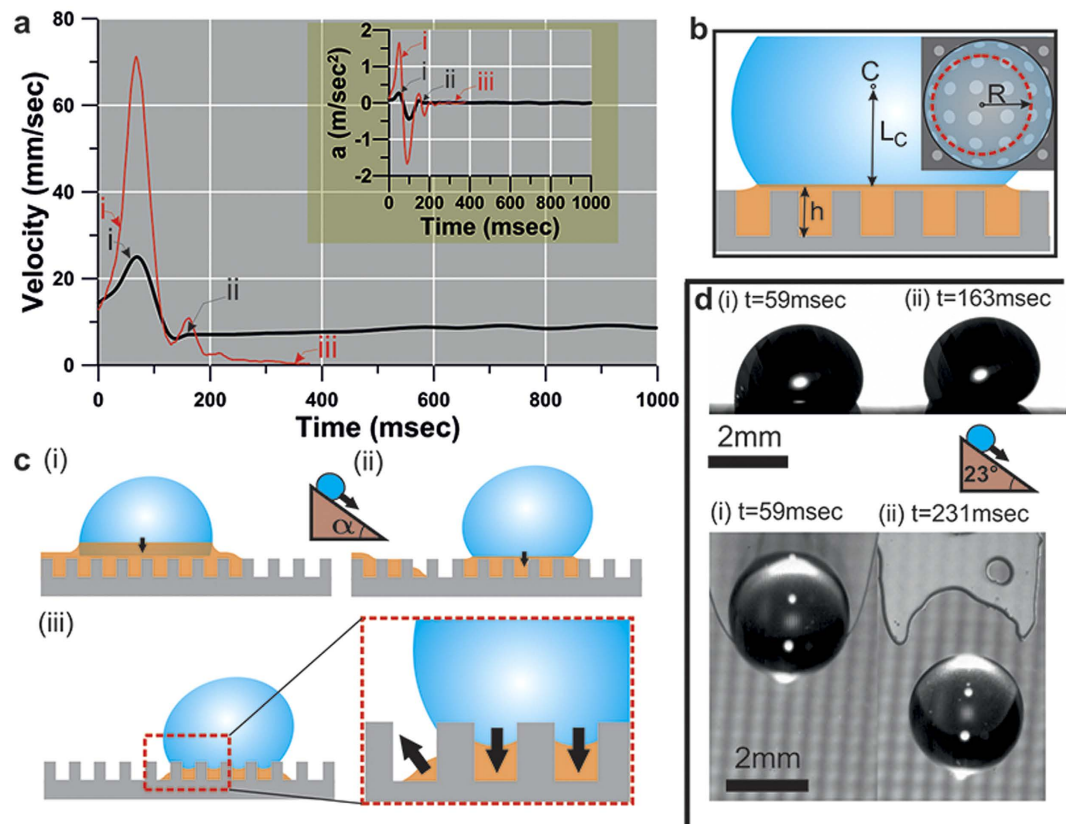 a
80
60
40
20
0
Velocity (mm/sec)
0 200 400 600 800 1000
Time (msec)
i
i
ii
iii
2
1
0
-1
-2
a (m/sec²)
0 200 400 600 800 1000
Time (msec)
i
i
ii
iii
b
C
L_C
h
R
c
(i)
(ii)
α
(iii)
d
(i) t=59msec (ii) t=163msec
2mm
23°
(i) t=59msec (ii) t=231msec
2mm